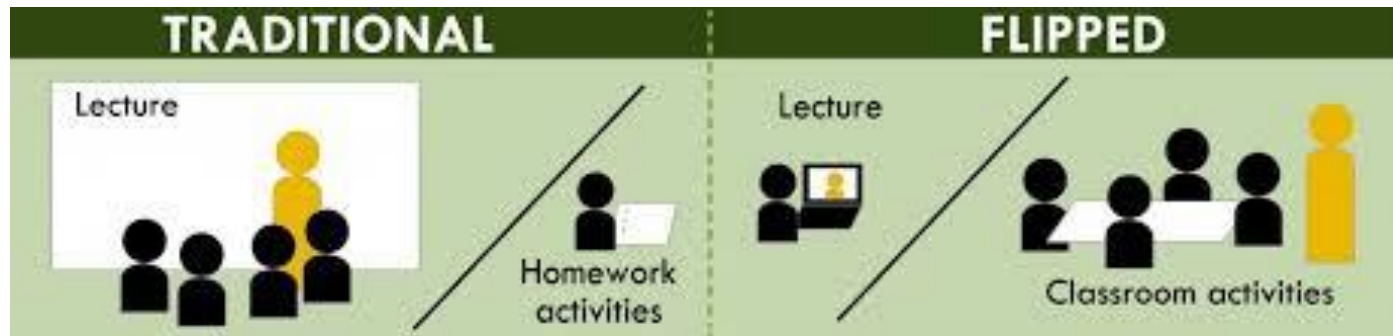 TRADITIONAL
Lecture
Homework
activities
FLIPPED
Lecture
Classroom activities